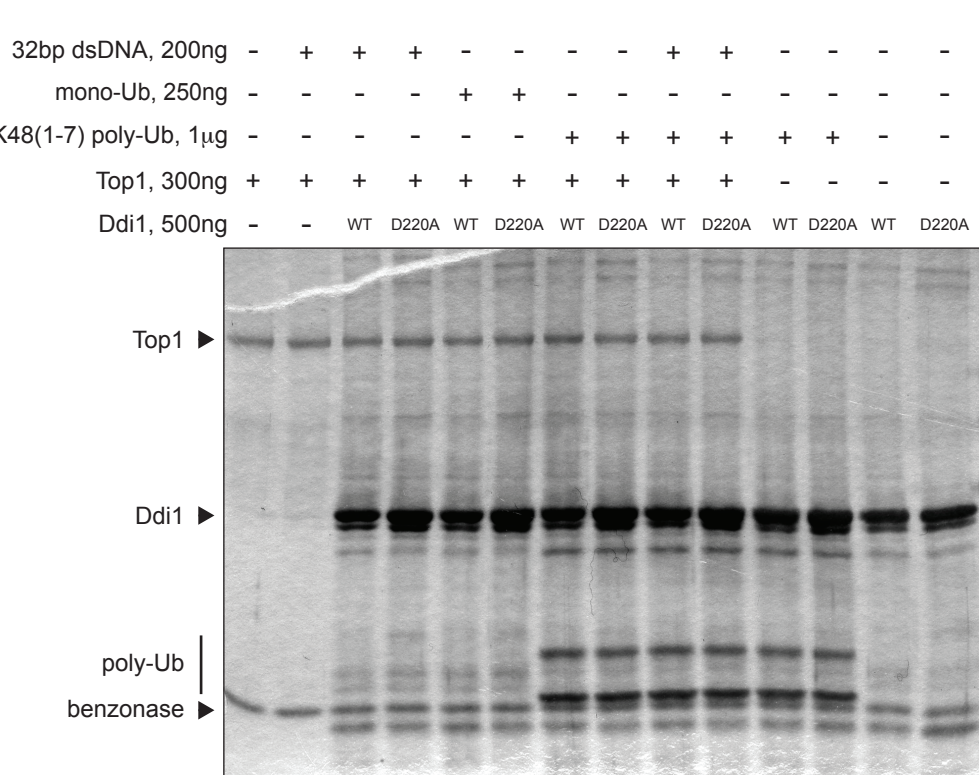 32bp dsDNA, 200ng - + + + - - - - + + - - - -
mono-Ub, 250ng - - - - + + - - - - - - - -
K48(1-7) poly-Ub, 1μg - - - - - - + + + + + + - -
Top1, 300ng + + + + + + + + + + - - - -
Ddi1, 500ng - - WT D220A WT D220A WT D220A WT D220A WT D220A WT D220A
Top1 ►
Ddi1 ►
poly-Ub
benzonase ►